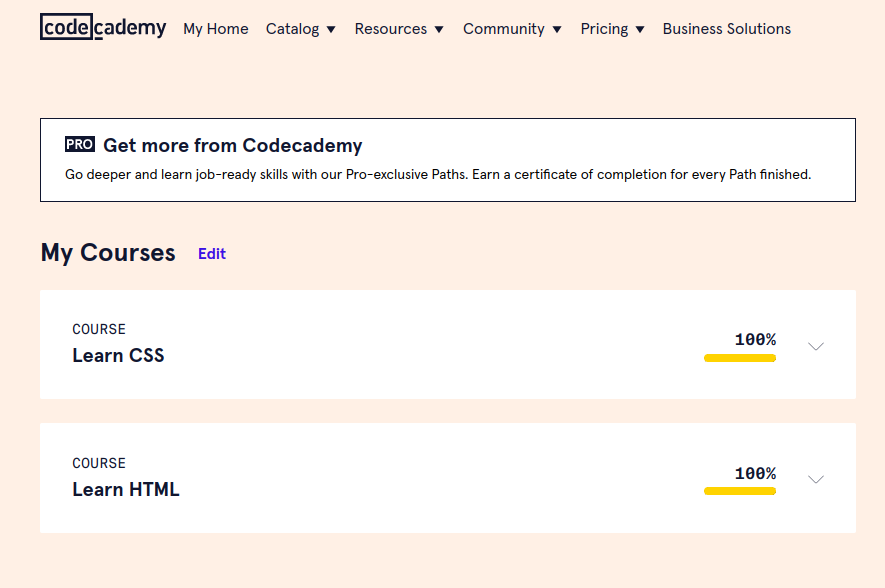 codecademy My Home Catalog Resources Community Pricing Business Solutions
PRO Get more from Codecademy
Go deeper and learn job-ready skills with our Pro-exclusive Paths. Earn a certificate of completion for every Path finished.
My Courses Edit
COURSE
Learn CSS
100%
COURSE
Learn HTML
100%